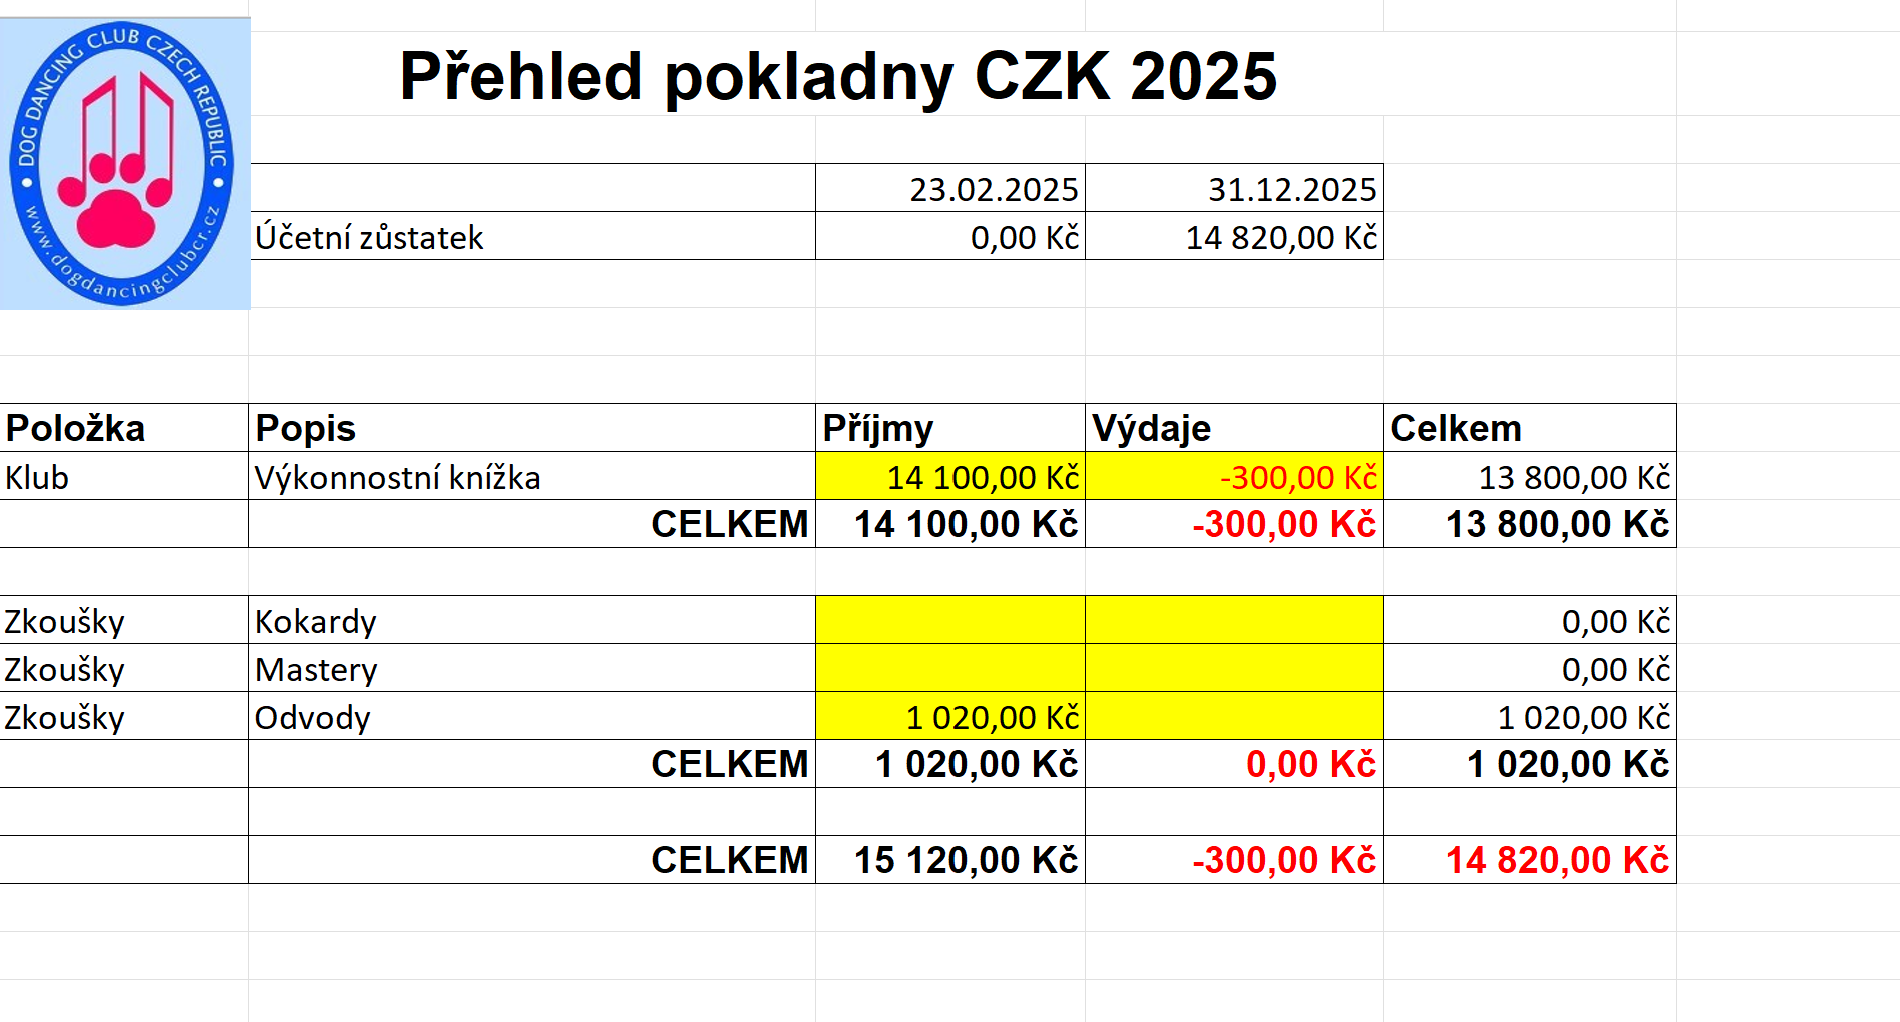 DOG DANCING CLUB CZECH REPUBLIC
www.dogdancingclubcr.cz
Přehled pokladny CZK 2025
23.02.2025 31.12.2025
Účetní zůstatek 0,00 Kč 14 820,00 Kč
Položka Popis Příjmy Výdaje Celkem
Klub Výkonnostní knížka 14 100,00 Kč -300,00 Kč 13 800,00 Kč
CELKEM 14 100,00 Kč -300,00 Kč 13 800,00 Kč
Zkoušky Kokardy 0,00 Kč
Zkoušky Mastery 0,00 Kč
Zkoušky Odvody 1 020,00 Kč 1 020,00 Kč
CELKEM 1 020,00 Kč 0,00 Kč 1 020,00 Kč
CELKEM 15 120,00 Kč -300,00 Kč 14 820,00 Kč